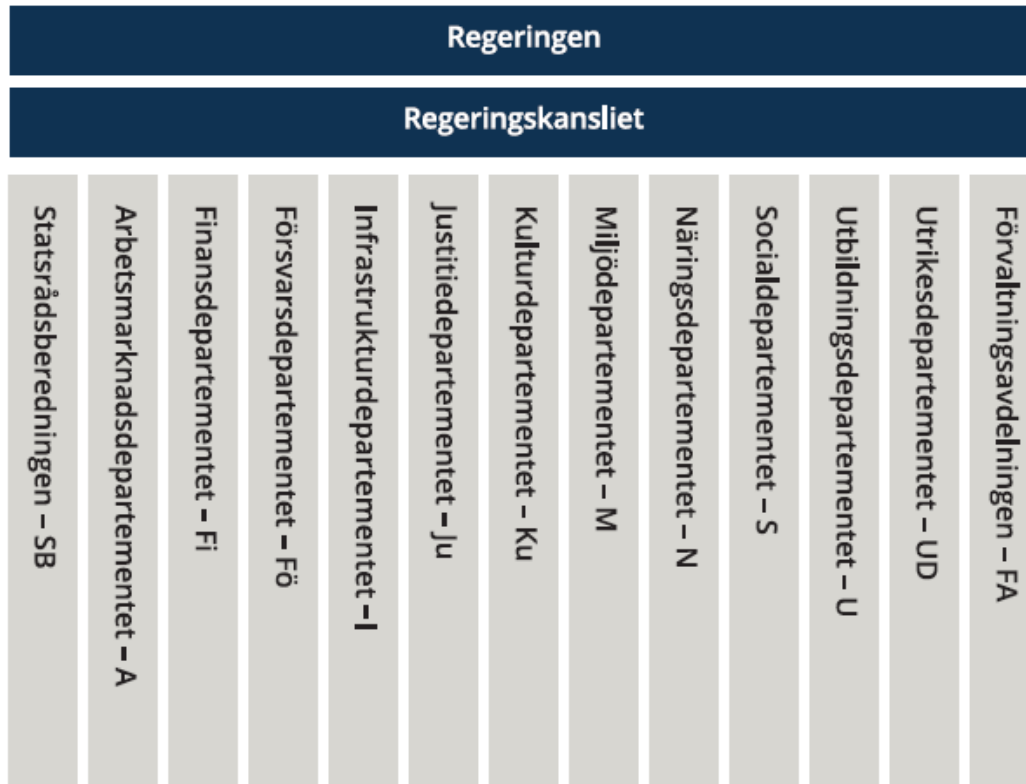 Regeringen
Regeringskansliet
Statsrådsberedningen – SB
Arbetsmarknadsdepartementet – A
Finansdepartementet – Fi
Försvarsdepartementet – Fö
Infrastrukturdepartementet – I
Justitiedepartementet – Ju
Kulturdepartementet – Ku
Miljödepartementet – M
Näringsdepartementet – N
Socialdepartementet – S
Utbildningsdepartementet – U
Utrikesdepartementet – UD
Förvaltningsavdelningen – FA